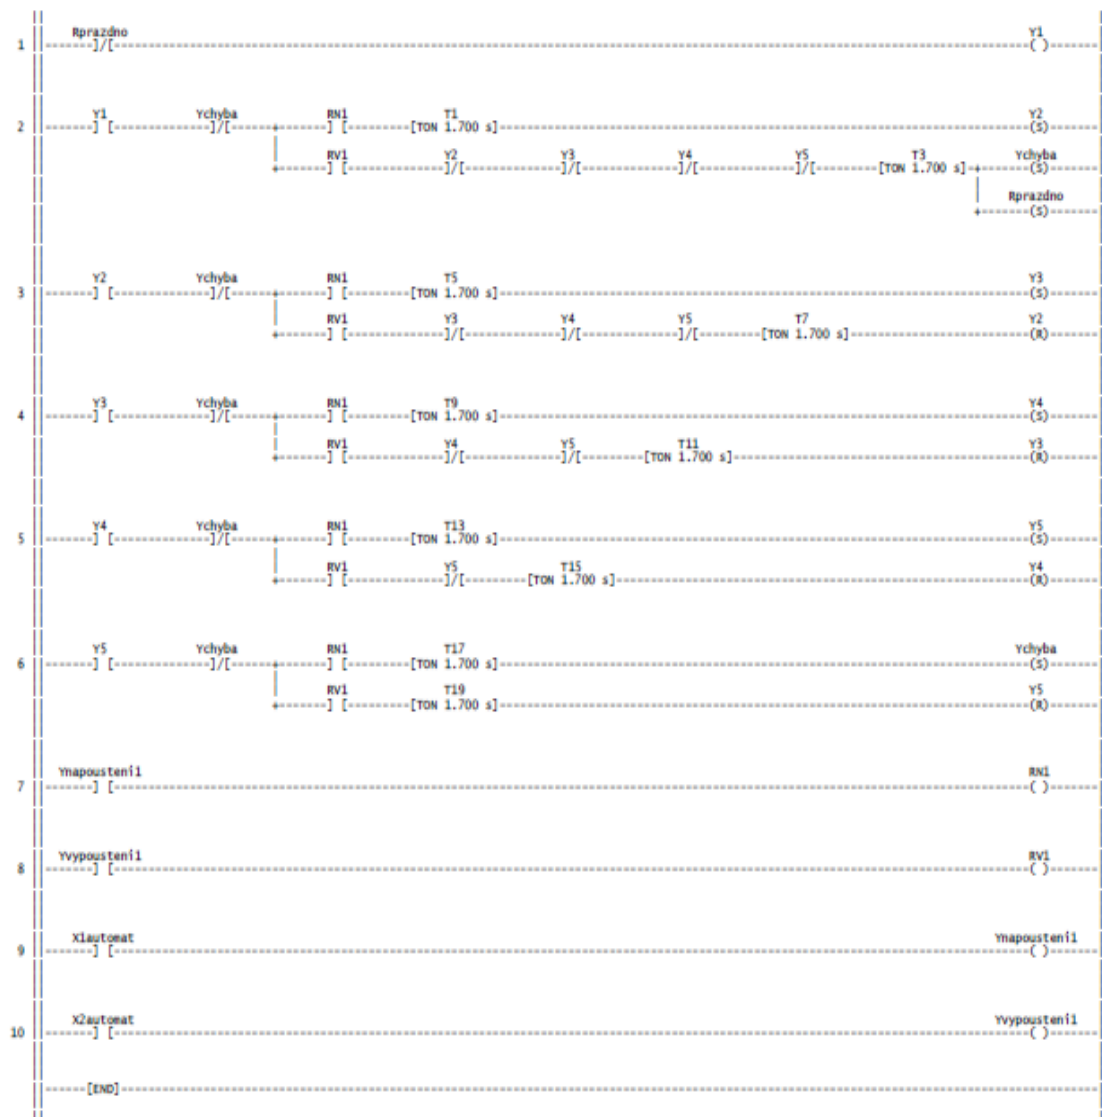 Rprazdno Y1
1 ]/[ ( )
Y1 Ychyba RN1 T1 Y2
2 ] [ ]/[ ] [ [TON 1.700 s] (S)
RV1 Y2 Y3 Y4 Y5 T3 Ychyba
] [ ]/[ ]/[ ]/[ ]/[ [TON 1.700 s] (S)
Rprazdno
(S)
Y2 Ychyba RN1 T5 Y3
3 ] [ ]/[ ] [ [TON 1.700 s] (S)
RV1 Y3 Y4 Y5 T7 Y2
] [ ]/[ ]/[ ]/[ [TON 1.700 s] (R)
Y3 Ychyba RN1 T9 Y4
4 ] [ ]/[ ] [ [TON 1.700 s] (S)
RV1 Y4 Y5 T11 Y3
] [ ]/[ ]/[ [TON 1.700 s] (R)
Y4 Ychyba RN1 T13 Y5
5 ] [ ]/[ ] [ [TON 1.700 s] (S)
RV1 Y5 T15 Y4
] [ ]/[ [TON 1.700 s] (R)
Y5 Ychyba RN1 T17 Ychyba
6 ] [ ]/[ ] [ [TON 1.700 s] (S)
RV1 T19 Y5
] [ [TON 1.700 s] (R)
Ynapousteni1 RN1
7 ] [ ( )
Yvypousteni1 RV1
8 ] [ ( )
X1automat Ynapousteni1
9 ] [ ( )
X2automat Yvypousteni1
10 ] [ ( )
[END]